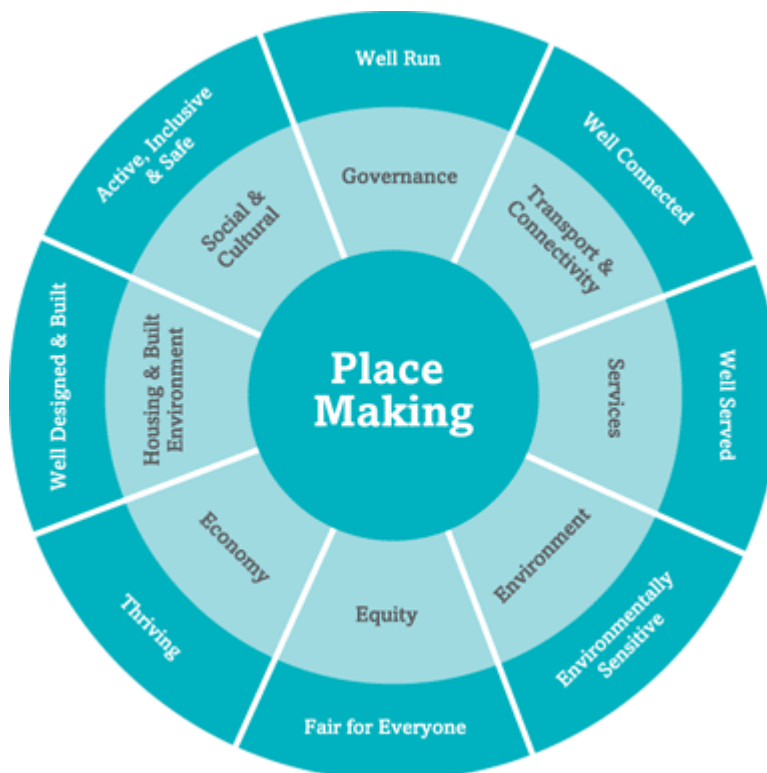 Well Run
Well Connected
Well Served
Environmentally
Sensitive
Fair for Everyone
Thriving
Well Designed & Built
Active, Inclusive
& Safe
Governance
Transport &
Connectivity
Services
Environment
Equity
Economy
Housing & Built
Environment
Social &
Cultural
Place
Making